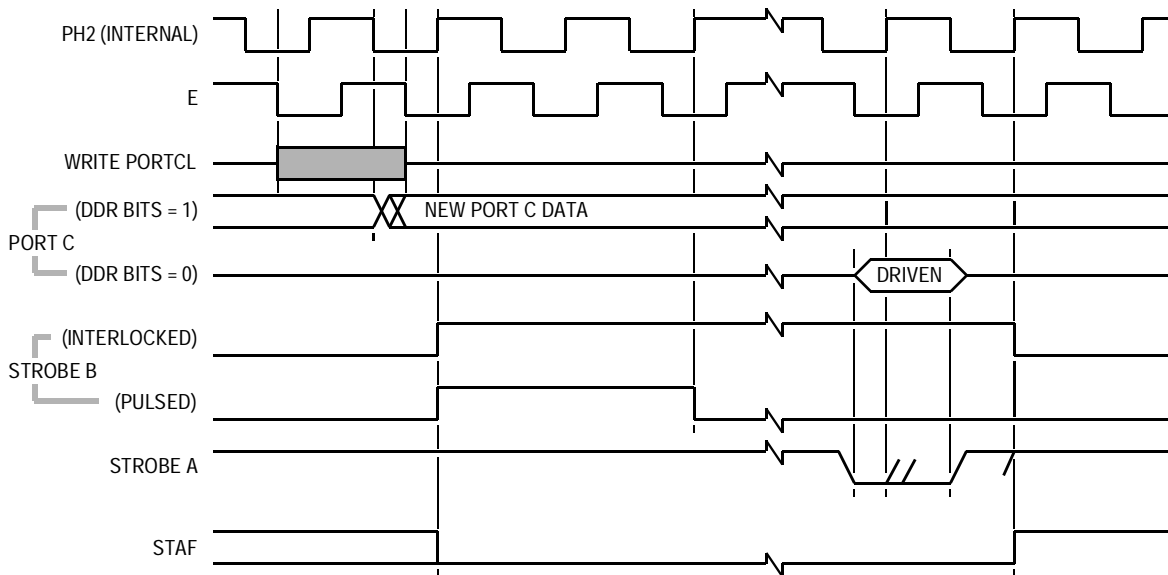 PH2 (INTERNAL)
E
WRITE PORTCL
(DDR BITS = 1)
NEW PORT C DATA
PORT C
(DDR BITS = 0)
DRIVEN
(INTERLOCKED)
STROBE B
(PULSED)
STROBE A
STAF